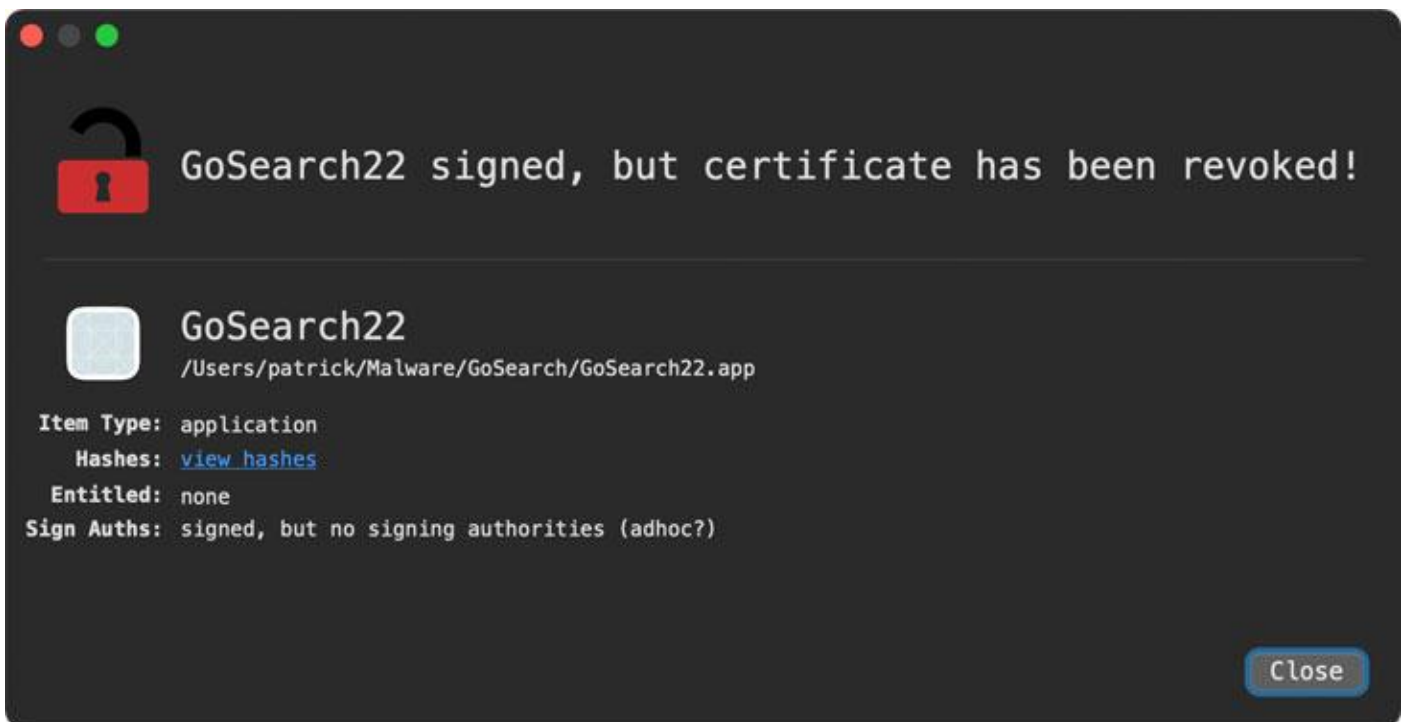 GoSearch22 signed, but certificate has been revoked!
GoSearch22
/Users/patrick/Malware/GoSearch/GoSearch22.app
Item Type: application
Hashes: view hashes
Entitled: none
Sign Auths: signed, but no signing authorities (adhoc?)
Close